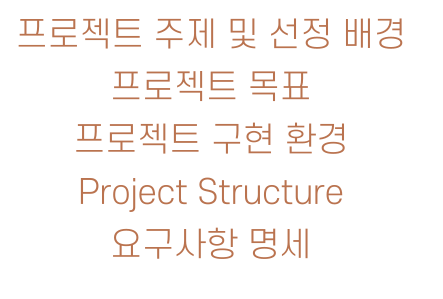 프로젝트 주제 및 선정 배경
프로젝트 목표
프로젝트 구현 환경
Project Structure
요구사항 명세